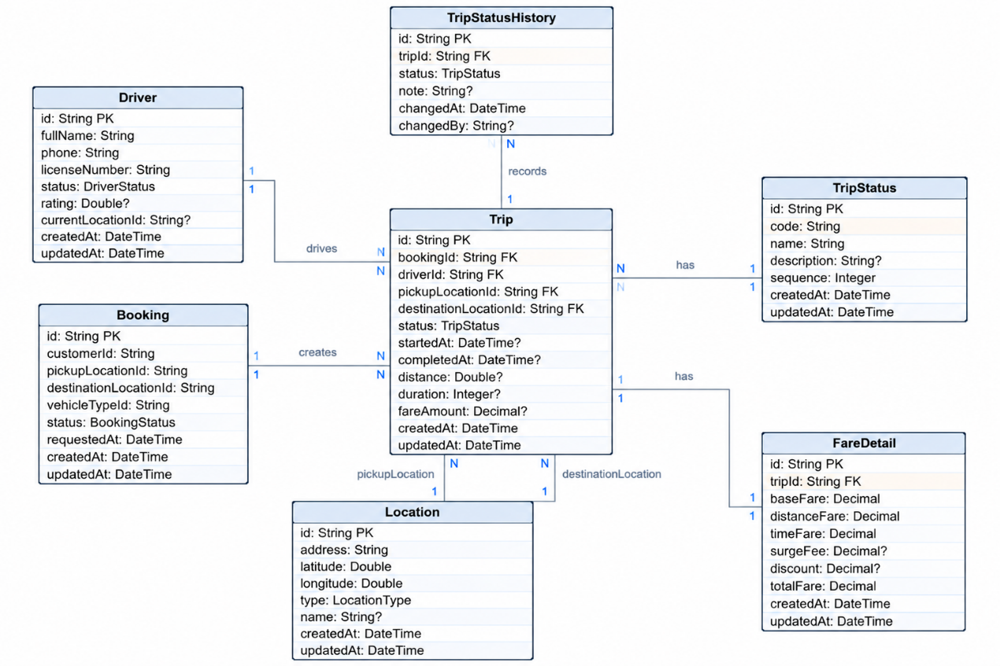 TripStatusHistory
id: String PK
tripId: String FK
status: TripStatus
note: String?
changedAt: DateTime
changedBy: String?
N N
records
1
Driver
id: String PK
fullName: String
phone: String
licenseNumber: String
status: DriverStatus
rating: Double?
currentLocationId: String?
createdAt: DateTime
updatedAt: DateTime
1
1
drives
N
N
Trip
id: String PK
bookingId: String FK
driverId: String FK
pickupLocationId: String FK
destinationLocationId: String FK
status: TripStatus
startedAt: DateTime?
completedAt: DateTime?
distance: Double?
duration: Integer?
fareAmount: Decimal?
createdAt: DateTime
updatedAt: DateTime
N
N
has
1
1
TripStatus
id: String PK
code: String
name: String
description: String?
sequence: Integer
createdAt: DateTime
updatedAt: DateTime
Booking
id: String PK
customerId: String
pickupLocationId: String
destinationLocationId: String
vehicleTypeId: String
status: BookingStatus
requestedAt: DateTime
createdAt: DateTime
updatedAt: DateTime
1
1
creates
N
N
1
1
has
1
1
FareDetail
id: String PK
tripId: String FK
baseFare: Decimal
distanceFare: Decimal
timeFare: Decimal
surgeFee: Decimal?
discount: Decimal?
totalFare: Decimal
createdAt: DateTime
updatedAt: DateTime
N
pickupLocation
1
N
destinationLocation
1
Location
id: String PK
address: String
latitude: Double
longitude: Double
type: LocationType
name: String?
createdAt: DateTime
updatedAt: DateTime